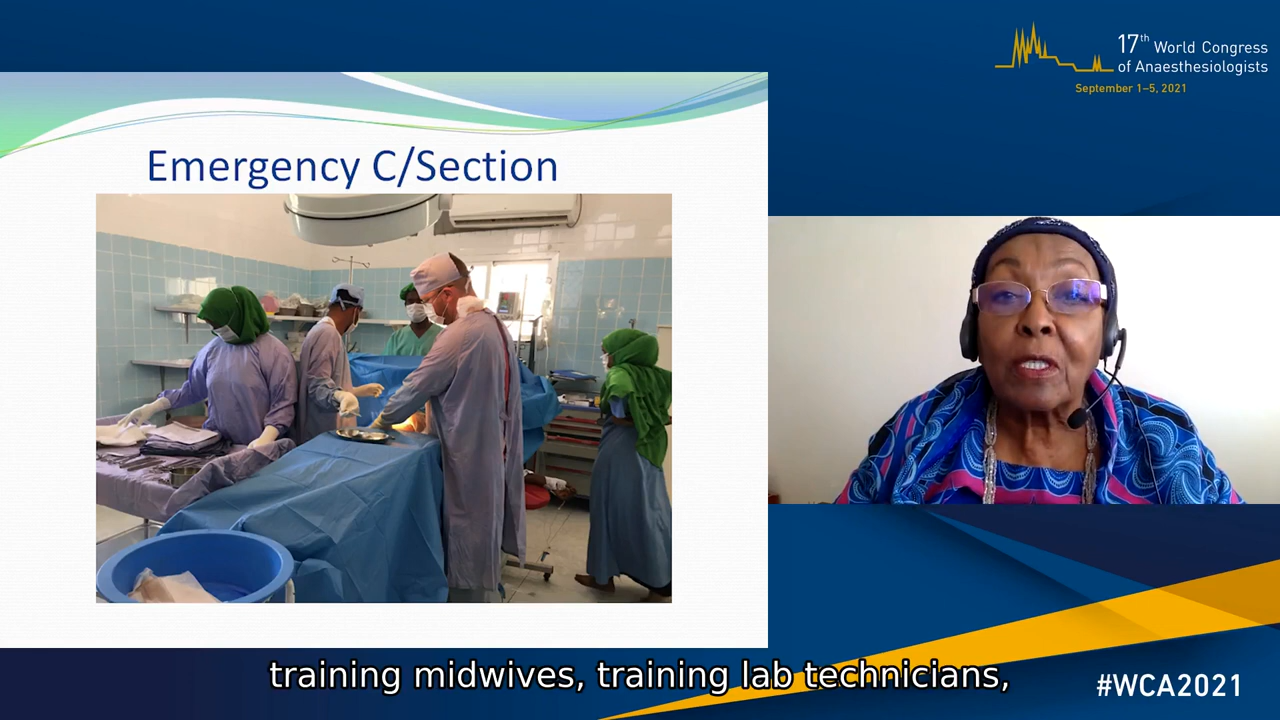 17th World Congress
of Anaesthesiologists
September 1–5, 2021
Emergency C/Section
training midwives, training lab technicians,
#WCA2021